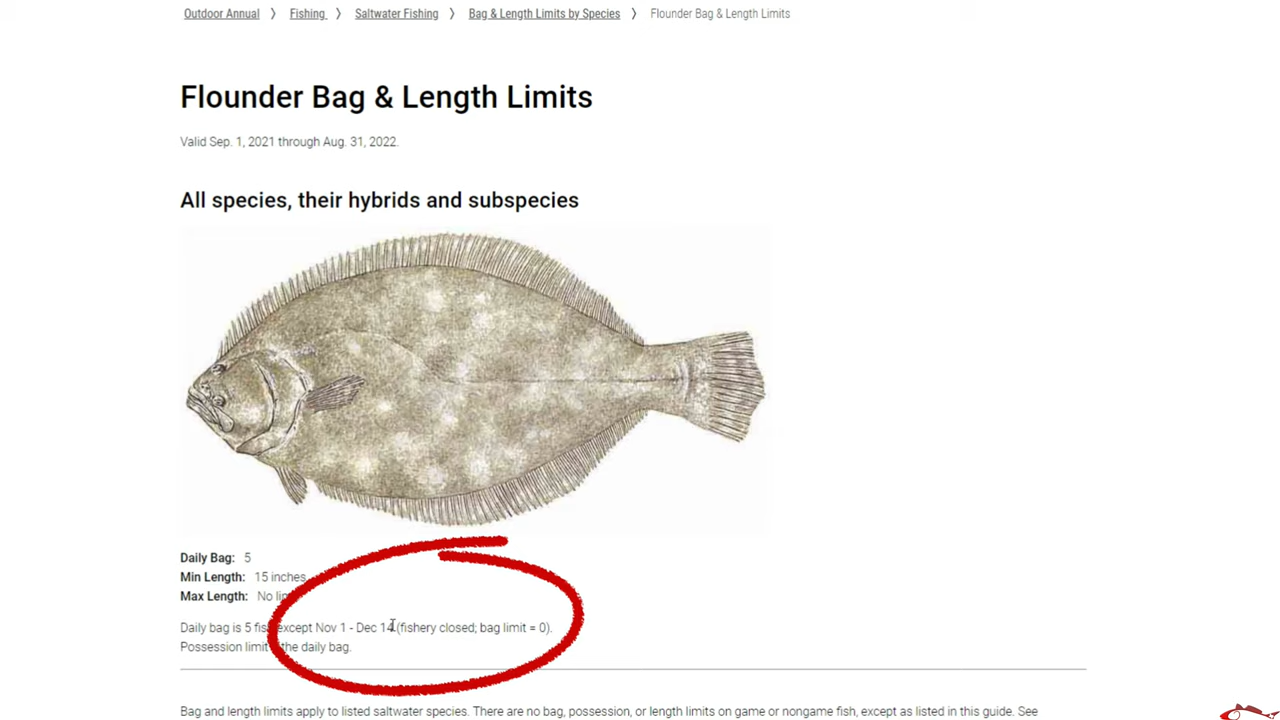 Outdoor Annual > Fishing > Saltwater Fishing > Bag & Length Limits by Species > Flounder Bag & Length Limits
Flounder Bag & Length Limits
Valid Sep. 1, 2021 through Aug. 31, 2022.
All species, their hybrids and subspecies
Daily Bag: 5
Min Length: 15 inches
Max Length: No
Daily bag is 5 except Nov 1 - Dec 14 (fishery closed; bag limit = 0).
Possession limit the daily bag.
Bag and length limits apply to listed saltwater species. There are no bag, possession, or length limits on game or nongame fish, except as listed in this guide. See